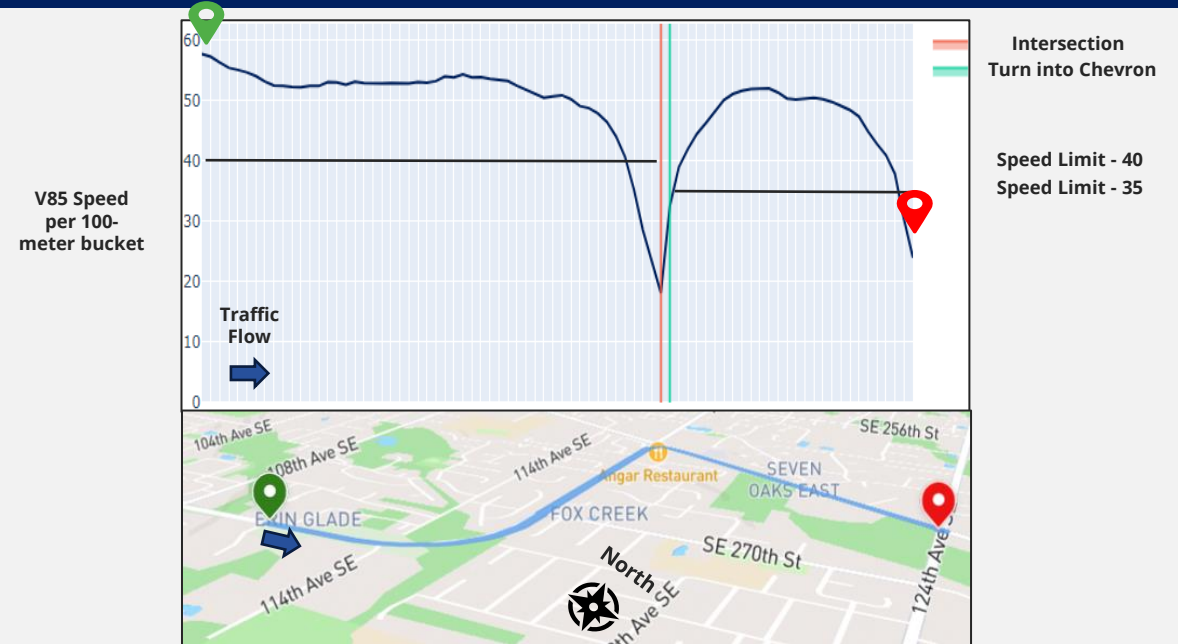 60
50
40
30
20
10
0
Traffic
Flow
V85 Speed
per 100-
meter bucket
Intersection
Turn into Chevron
Speed Limit - 40
Speed Limit - 35
104th Ave SE
108th Ave SE
114th Ave SE
SE 256th St
Angar Restaurant
SEVEN
OAKS EAST
ERIN GLADE
FOX CREEK
SE 270th St
114th Ave SE
North
Ave SE
124th Ave